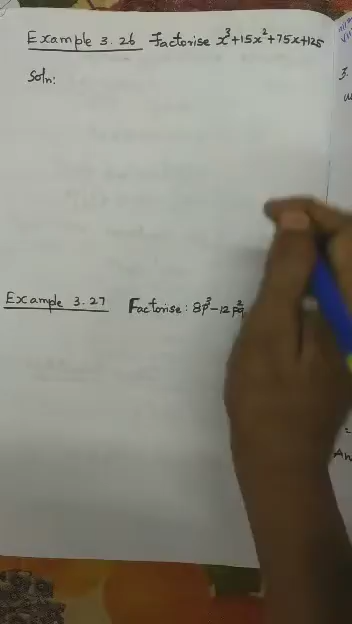 Example 3.26 Factorise x³+15x²+75x+125
Soln:
Example 3.27 Factorise: 8p³-12p²q